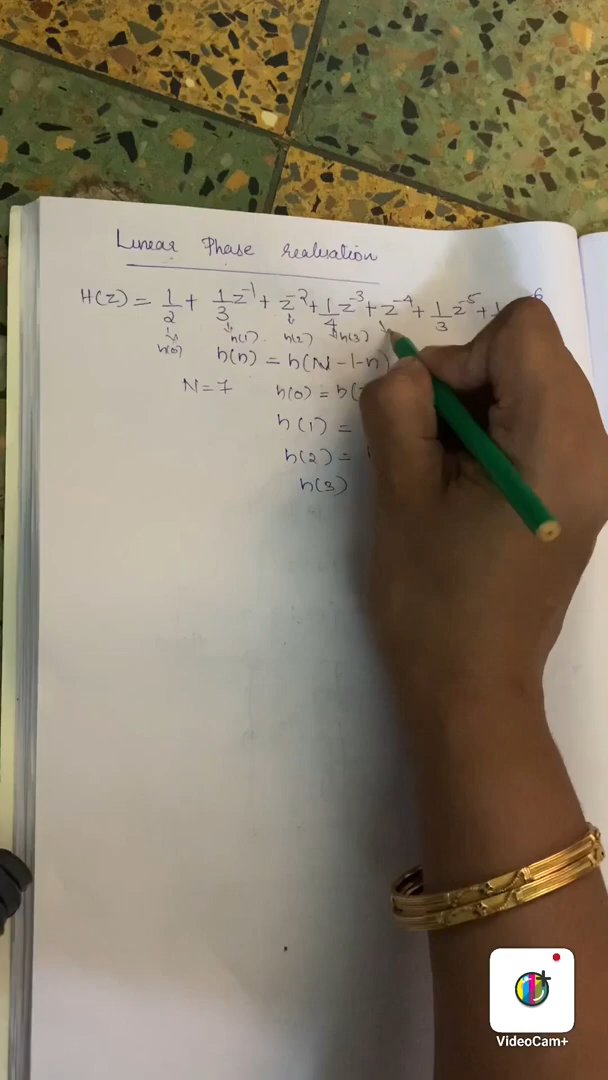 Linear Phase realisation
H(z) = 1/2 + 1/3 z⁻¹ + z⁻² + 1/4 z⁻³ + z⁻⁴ + 1/3 z⁻⁵ +
h(0) h(1) h(2) h(3)
h(n) = h(N-1-n)
N=7 h(0) = h(
h(1) =
h(2) =
h(3)
VideoCam+